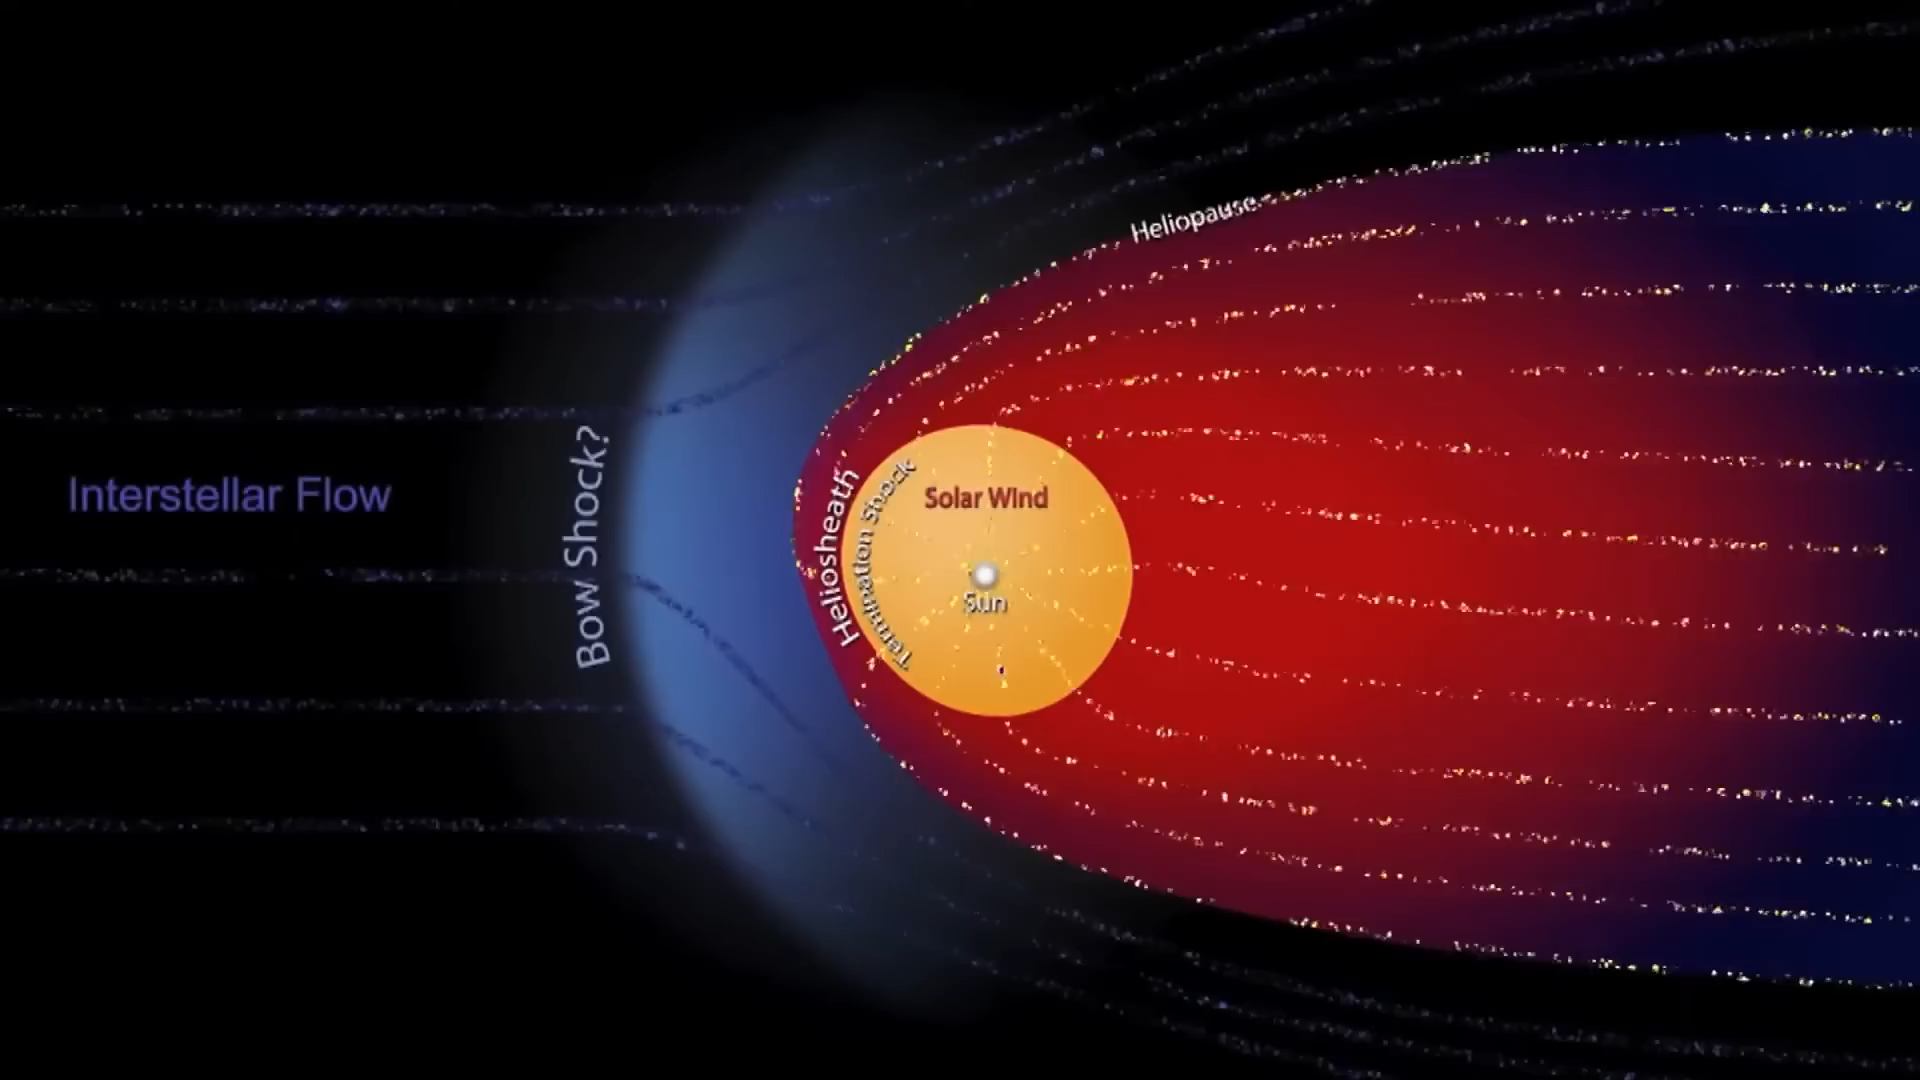 Heliopause
Interstellar Flow
Bow Shock?
Heliosheath
Termination Shock
Solar Wind
Sun